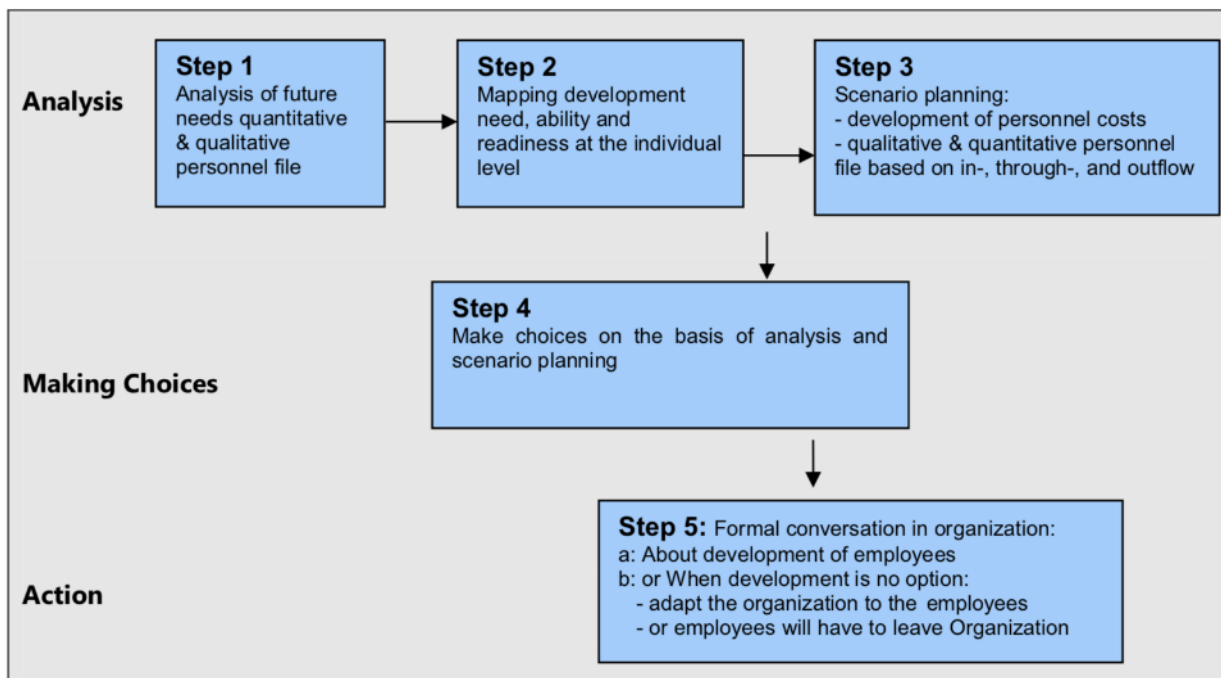 Analysis
Step 1
Analysis of future
needs quantitative
& qualitative
personnel file
Step 2
Mapping development
need, ability and
readiness at the individual
level
Step 3
Scenario planning:
- development of personnel costs
- qualitative & quantitative personnel
file based on in-, through-, and outflow
Making Choices
Step 4
Make choices on the basis of analysis and
scenario planning
Action
Step 5: Formal conversation in organization:
a: About development of employees
b: or When development is no option:
- adapt the organization to the employees
- or employees will have to leave Organization